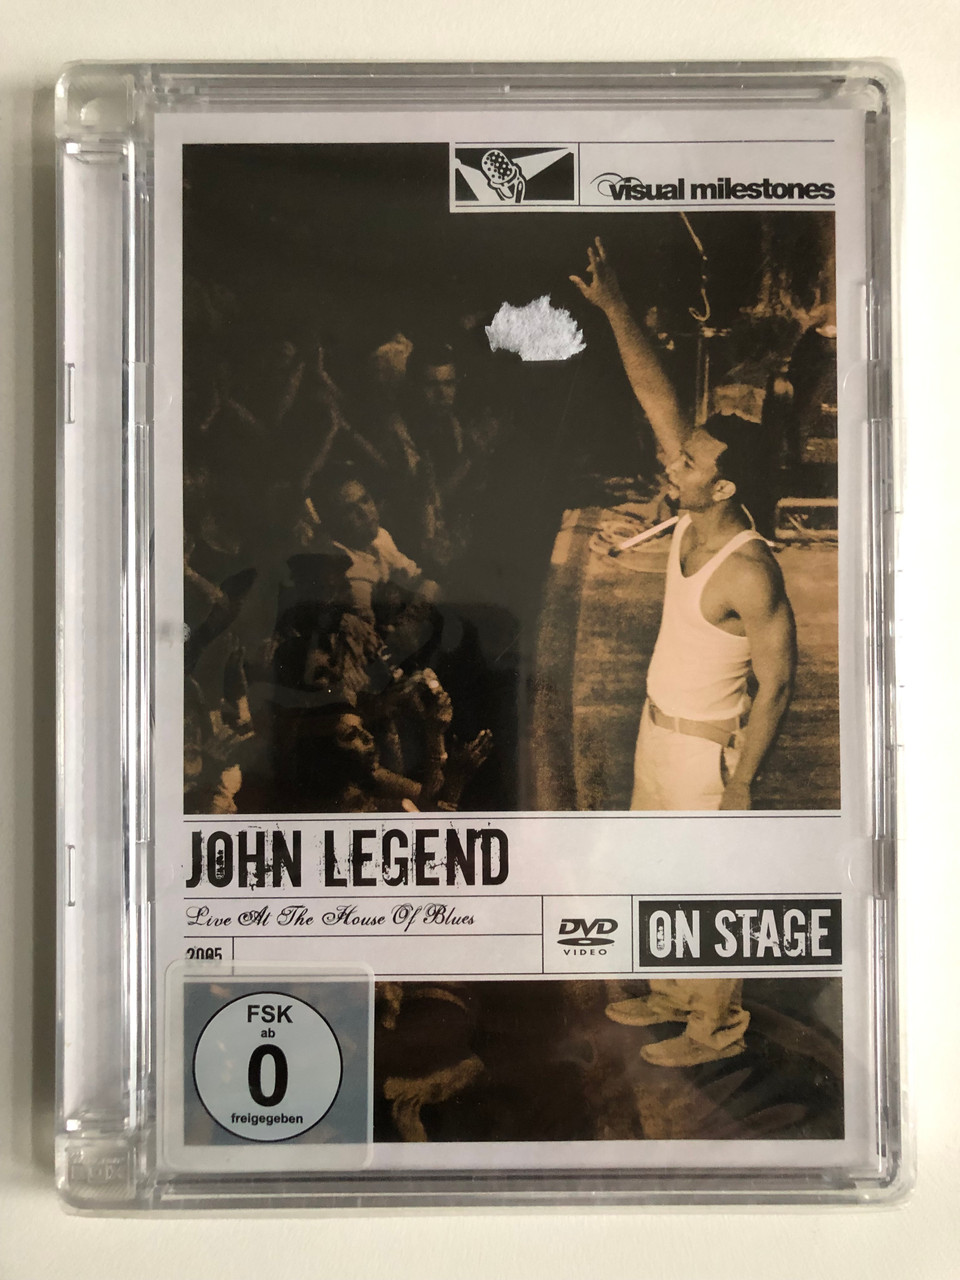 visual milestones
JOHN LEGEND
Live At The House Of Blues
DVD
VIDEO
ON STAGE
2005
FSK
ab
0
freigegeben